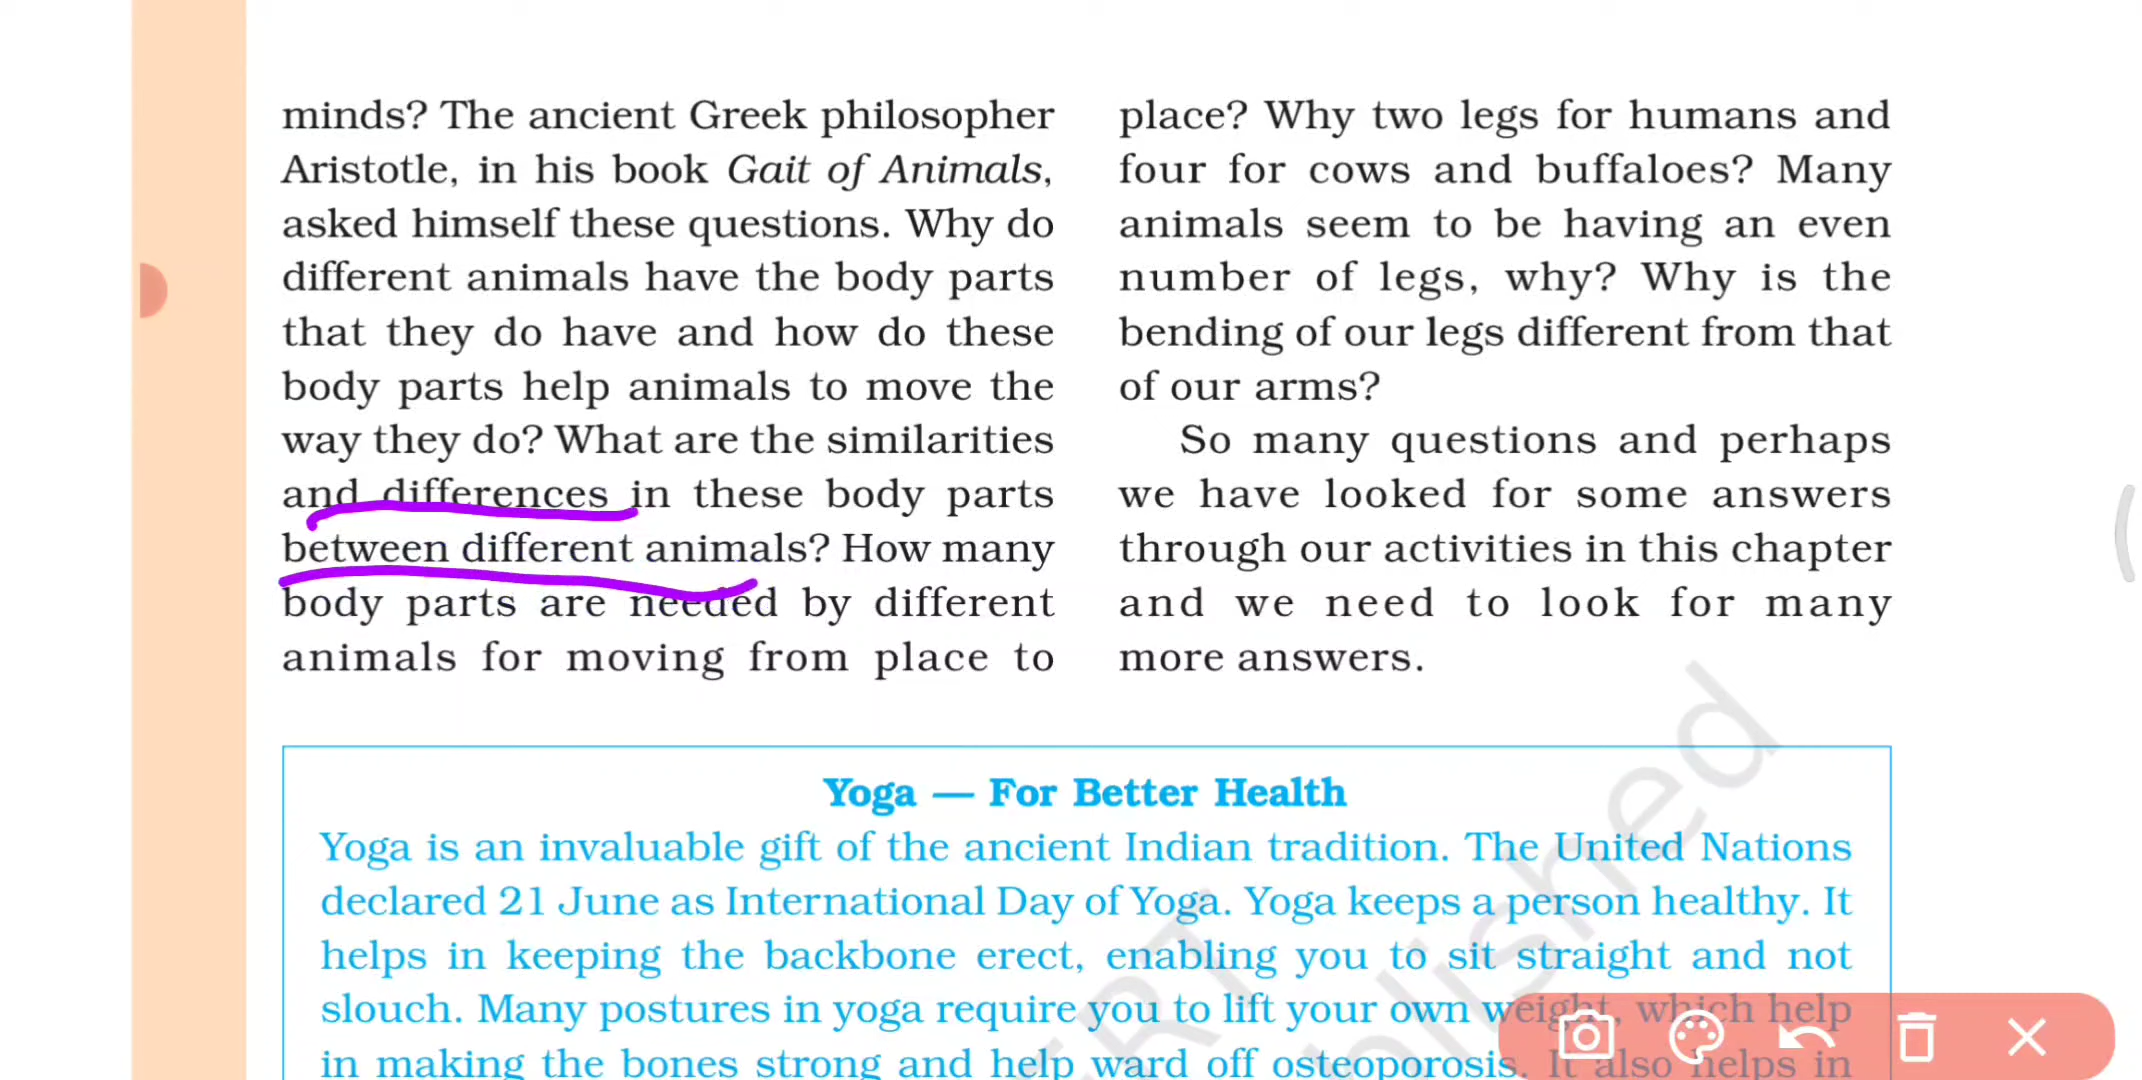 minds? The ancient Greek philosopher
Aristotle, in his book Gait of Animals,
asked himself these questions. Why do
different animals have the body parts
that they do have and how do these
body parts help animals to move the
way they do? What are the similarities
and differences in these body parts
between different animals? How many
body parts are needed by different
animals for moving from place to
place? Why two legs for humans and
four for cows and buffaloes? Many
animals seem to be having an even
number of legs, why? Why is the
bending of our legs different from that
of our arms?
So many questions and perhaps
we have looked for some answers
through our activities in this chapter
and we need to look for many
more answers.
Yoga — For Better Health
Yoga is an invaluable gift of the ancient Indian tradition. The United Nations
declared 21 June as International Day of Yoga. Yoga keeps a person healthy. It
helps in keeping the backbone erect, enabling you to sit straight and not
slouch. Many postures in yoga require you to lift your own weight, which help
in making the bones strong and help ward off osteoporosis. It also helps in